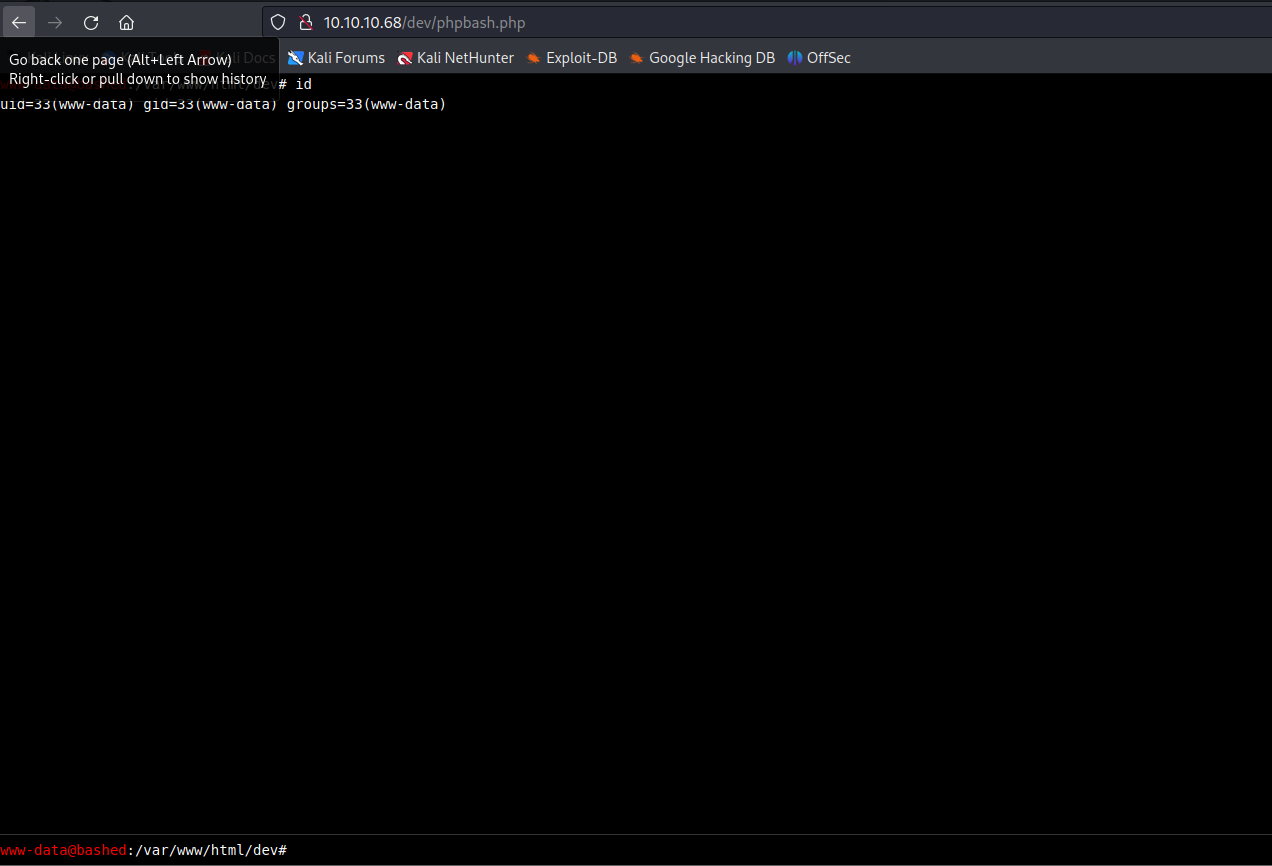 10.10.10.68/dev/phpbash.php
Go back one page (Alt+Left Arrow)
Docs Kali Forums Kali NetHunter Exploit-DB Google Hacking DB OffSec
Right-click or pull down to show history
:/var/www/html/dev# id
uid=33(www-data) gid=33(www-data) groups=33(www-data)
www-data@bashed:/var/www/html/dev#